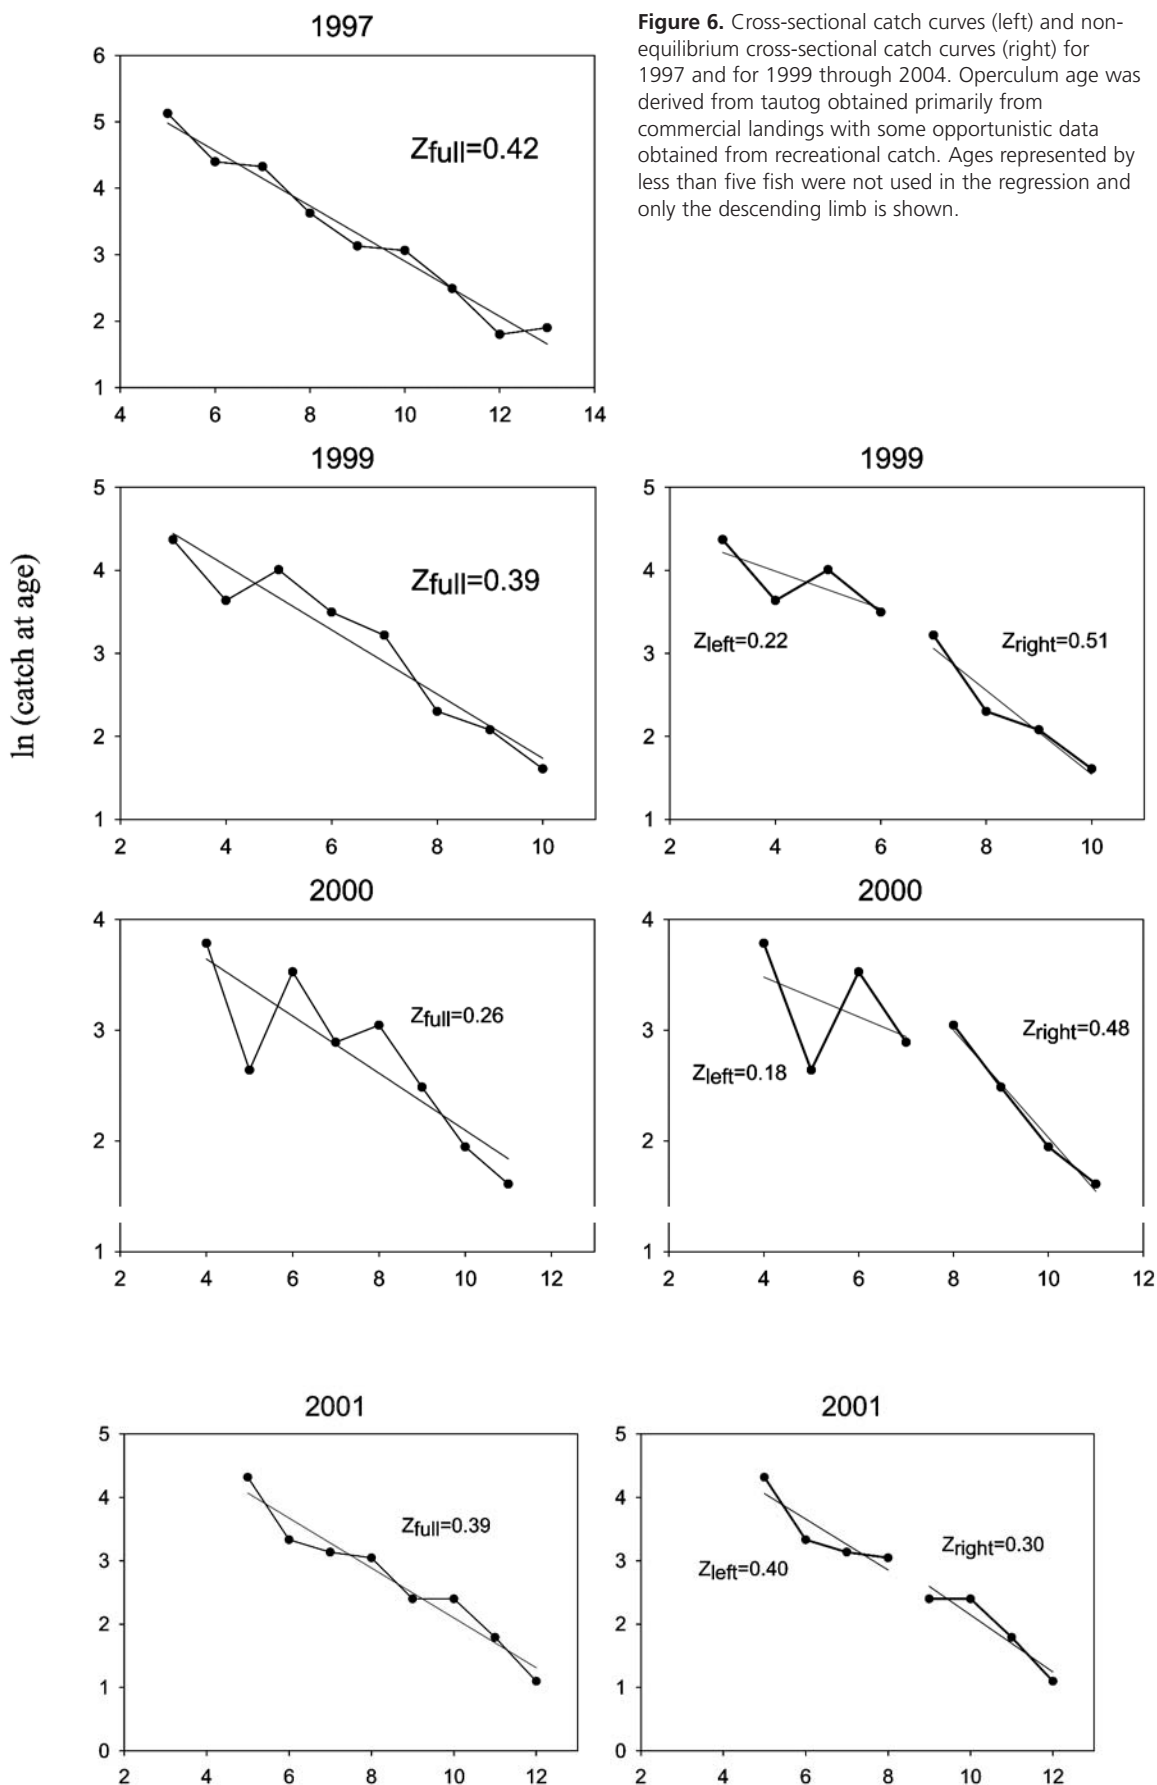 1997
Figure 6. Cross-sectional catch curves (left) and non-
equilibrium cross-sectional catch curves (right) for
1997 and for 1999 through 2004. Operculum age was
derived from tautog obtained primarily from
commercial landings with some opportunistic data
obtained from recreational catch. Ages represented by
less than five fish were not used in the regression and
only the descending limb is shown.
6
5
4
3
2
1
Zfull=0.42
4 6 8 10 12 14
ln (catch at age)
1999
5
4
3
2
1
Zfull=0.39
2 4 6 8 10
1999
5
4
3
2
1
Zleft=0.22
Zright=0.51
2 4 6 8 10
2000
4
3
2
1
Zfull=0.26
2 4 6 8 10 12
2000
4
3
2
1
Zright=0.48
Zleft=0.18
2 4 6 8 10 12
2001
5
4
3
2
1
0
Zfull=0.39
2 4 6 8 10 12
2001
5
4
3
2
1
0
Zright=0.30
Zleft=0.40
2 4 6 8 10 12